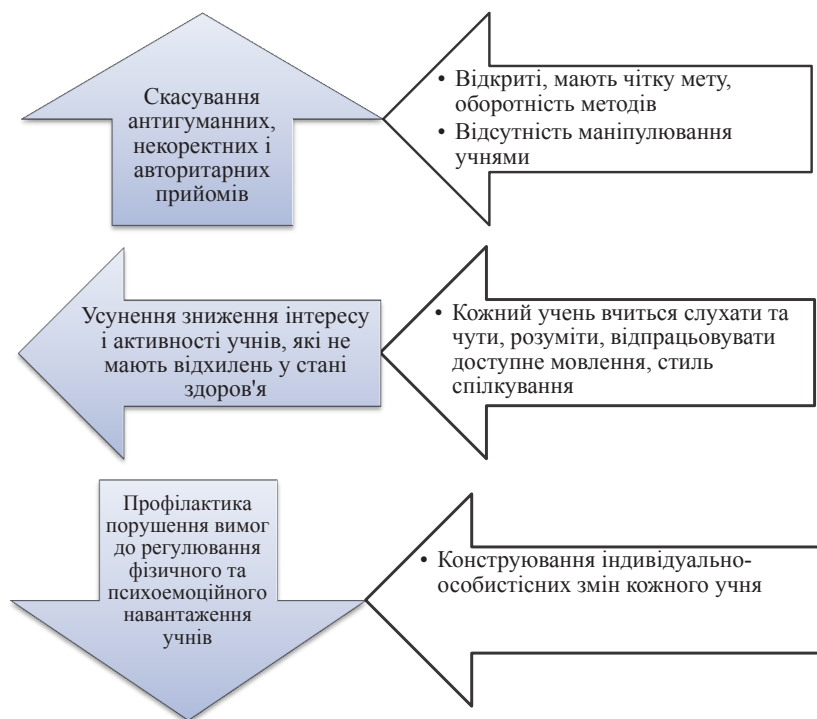 Скасування
антигуманних,
некоректних і
авторитарних
прийомів
• Відкриті, мають чітку мету,
оборотність методів
• Відсутність маніпулювання
учнями
Усунення зниження інтересу
і активності учнів, які не
мають відхилень у стані
здоров'я
• Кожний учень вчиться слухати та
чути, розуміти, відпрацьовувати
доступне мовлення, стиль
спілкування
Профілактика
порушення вимог
до регулювання
фізичного та
психоемоційного
навантаження
учнів
• Конструювання індивідуально-
особистісних змін кожного учня